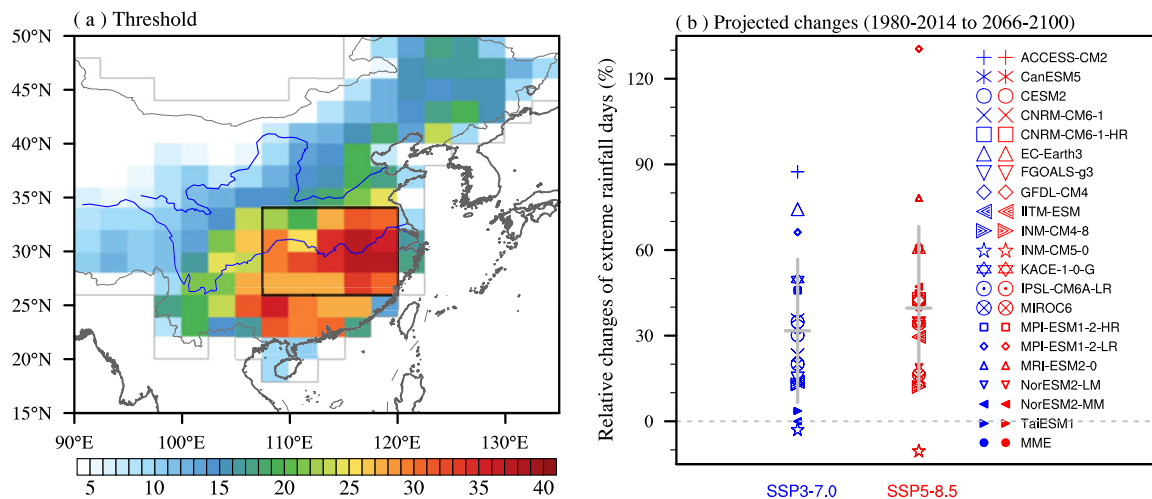 ( a ) Threshold
50°N
45°N
40°N
35°N
30°N
25°N
20°N
15°N
90°E
100°E
110°E
120°E
130°E
5
10
15
20
25
30
35
40
( b ) Projected changes (1980-2014 to 2066-2100)
Relative changes of extreme rainfall days (%)
120
90
60
30
0
ACCESS-CM2
CanESM5
CESM2
CNRM-CM6-1
CNRM-CM6-1-HR
EC-Earth3
FGOALS-g3
GFDL-CM4
IITM-ESM
INM-CM4-8
INM-CM5-0
KACE-1-0-G
IPSL-CM6A-LR
MIROC6
MPI-ESM1-2-HR
MPI-ESM1-2-LR
MRI-ESM2-0
NorESM2-LM
NorESM2-MM
TaiESM1
MME
SSP3-7.0
SSP5-8.5